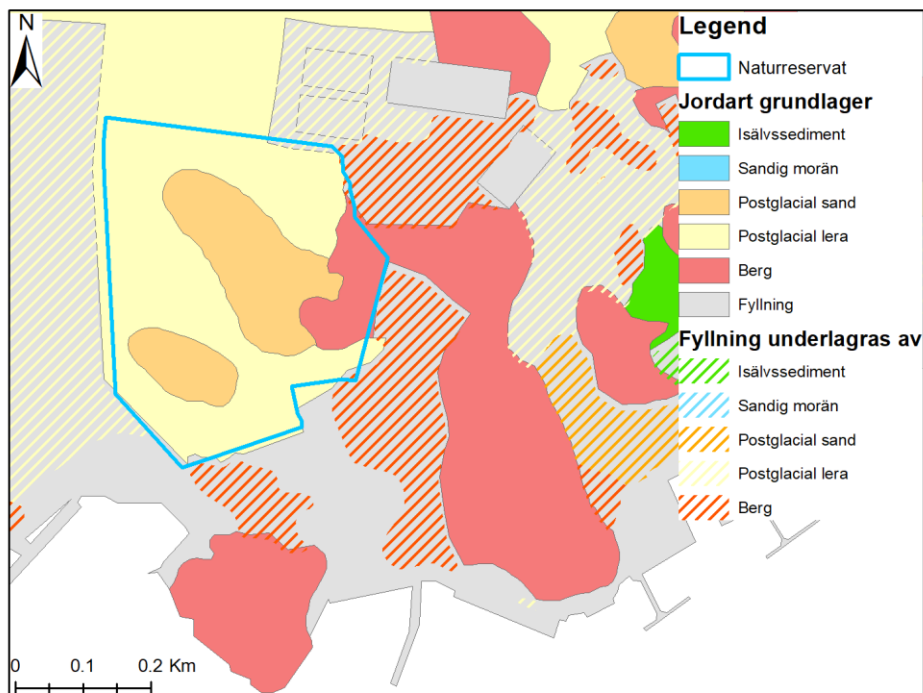 N
Legend
Naturreservat
Jordart grundlager
Isälvssediment
Sandig morän
Postglacial sand
Postglacial lera
Berg
Fyllning
Fyllning underlagras av
Isälvssediment
Sandig morän
Postglacial sand
Postglacial lera
Berg
0 0.1 0.2 Km